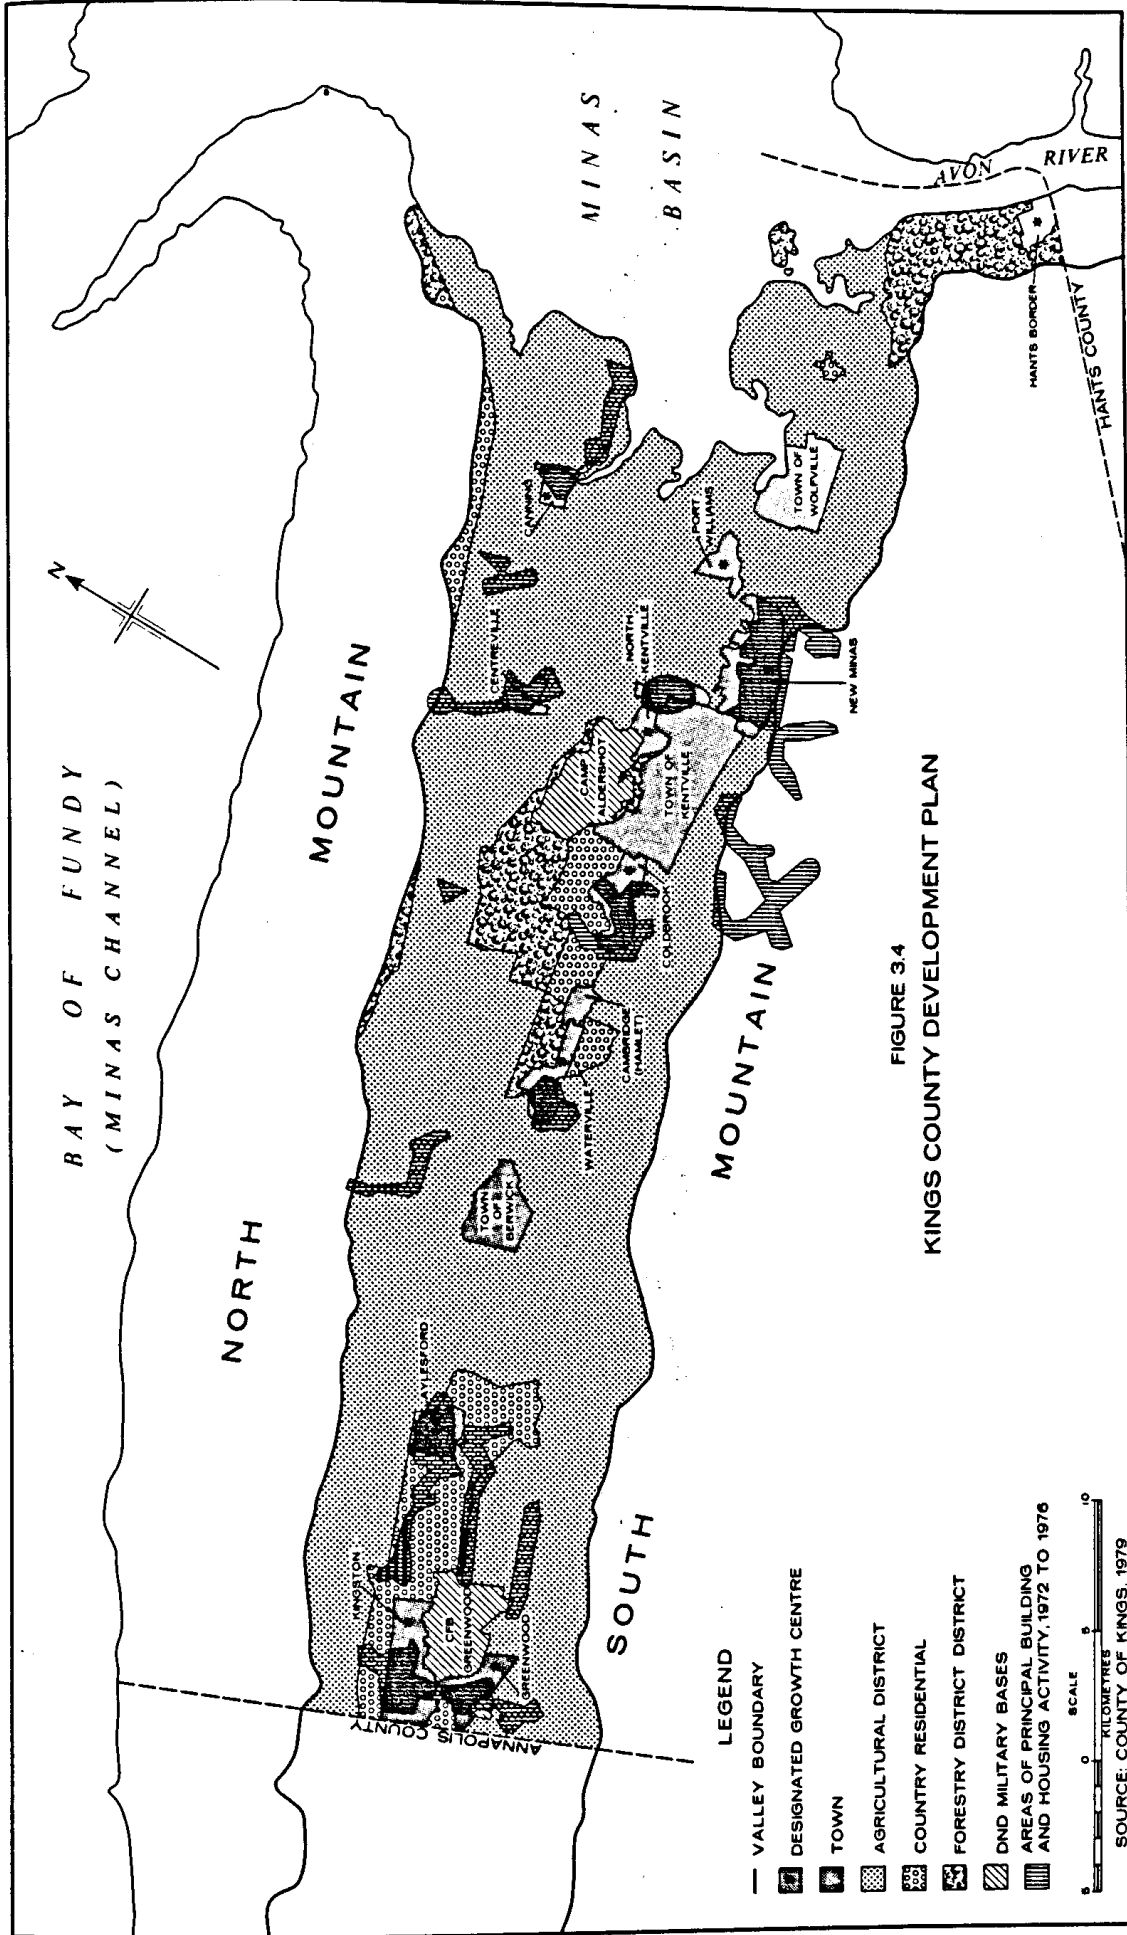 BAY OF FUNDY
(MINAS CHANNEL)
N
MINAS
BASIN
AVON
RIVER
NORTH
MOUNTAIN
SOUTH
MOUNTAIN
ANNAPOLIS COUNTY
HANTS COUNTY
HANTS BORDER
KINGSTON
CFB
GREENWOOD
GREENWOOD
AYLESFORD
TOWN
OF
BERWICK
WATERVILLE
CAMBRIDGE
(HAMLET)
COLDBROOK
CAMP
ALDERSHOT
TOWN OF
KENTVILLE
NORTH
KENTVILLE
CENTREVILLE
CANNING
PORT
WILLIAMS
TOWN OF
WOLFVILLE
NEW MINAS
LEGEND
VALLEY BOUNDARY
DESIGNATED GROWTH CENTRE
TOWN
AGRICULTURAL DISTRICT
COUNTRY RESIDENTIAL
FORESTRY DISTRICT DISTRICT
DND MILITARY BASES
AREAS OF PRINCIPAL BUILDING
AND HOUSING ACTIVITY, 1972 TO 1976
SCALE
5 0 5 10
KILOMETRES
SOURCE: COUNTY OF KINGS, 1979
FIGURE 3.4
KINGS COUNTY DEVELOPMENT PLAN